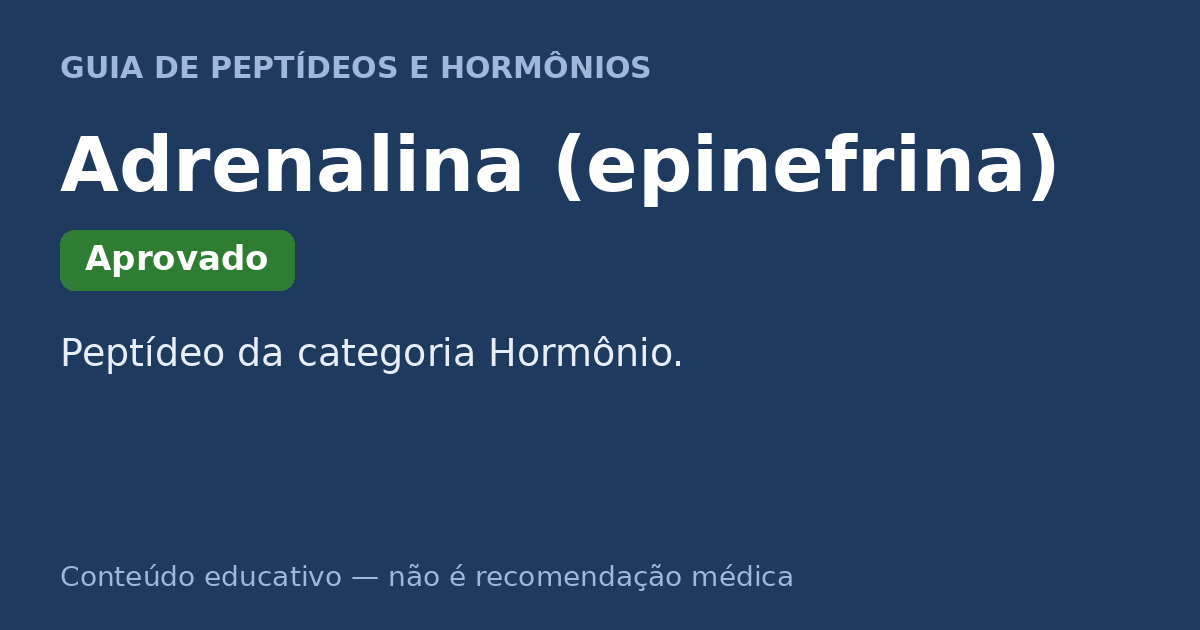 GUIA DE PEPTÍDEOS E HORMÔNIOS
Adrenalina (epinefrina)
Aprovado
Peptídeo da categoria Hormônio.
Conteúdo educativo — não é recomendação médica